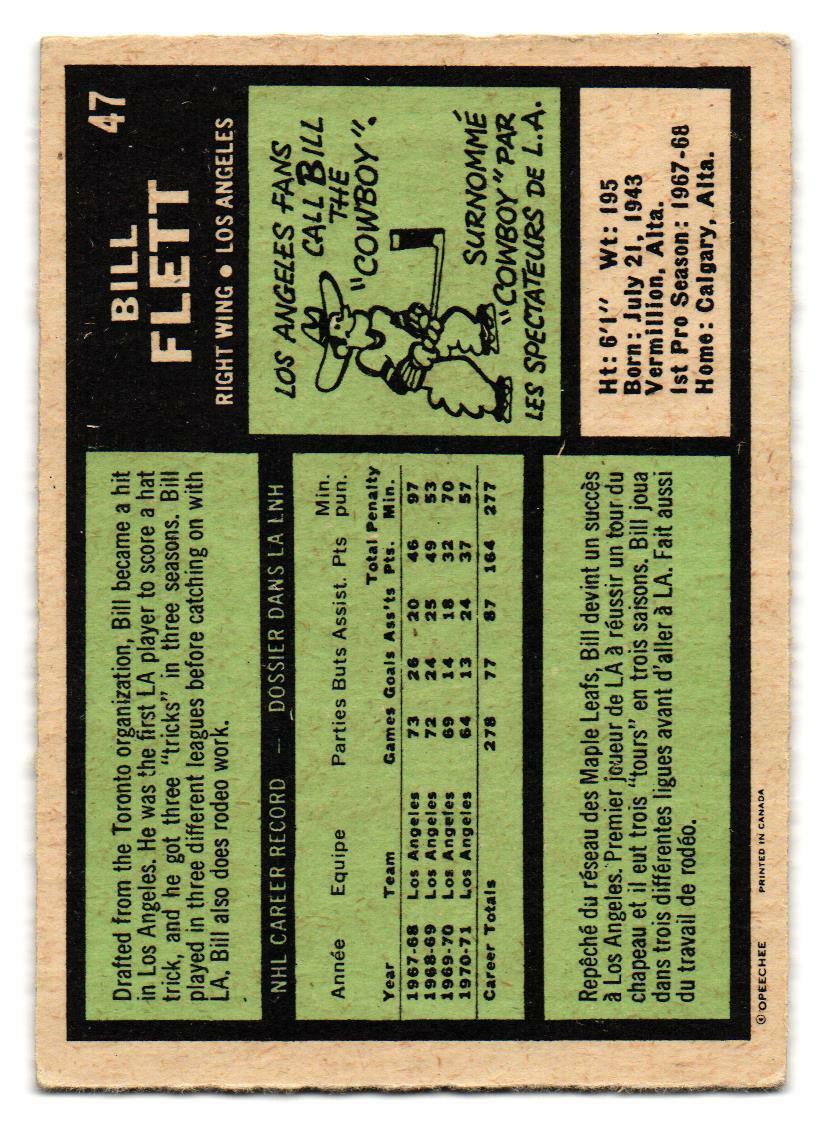 47
BILL
FLETT
RIGHT WING • LOS ANGELES
LOS ANGELES FANS
CALL BILL
THE
"COWBOY".
SURNOMMÉ
"COWBOY" PAR
LES SPECTATEURS DE L.A.
Ht: 6'1" Wt: 195
Born: July 21, 1943
Vermillion, Alta.
1st Pro Season: 1967-68
Home: Calgary, Alta.
Drafted from the Toronto organization, Bill became a hit
in Los Angeles. He was the first LA player to score a hat
trick, and he got three "tricks" in three seasons. Bill
played in three different leagues before catching on with
LA. Bill also does rodeo work.
NHL CAREER RECORD — DOSSIER DANS LA LNH
Année Equipe Parties Buts Assist. Pts Min. pun.
Year Team Games Goals Ass'ts Total Pts. Penalty Min.
1967-68 Los Angeles 73 26 20 46 97
1968-69 Los Angeles 72 24 25 49 53
1969-70 Los Angeles 69 14 18 32 70
1970-71 Los Angeles 64 13 24 37 57
Career Totals 278 77 87 164 277
Repêché du réseau des Maple Leafs, Bill devint un succès
à Los Angeles. Premier joueur de LA à réussir un tour du
chapeau et il eut trois "tours" en trois saisons. Bill joua
dans trois différentes ligues avant d'aller à LA. Fait aussi
du travail de rodéo.
© OPEECHEE PRINTED IN CANADA